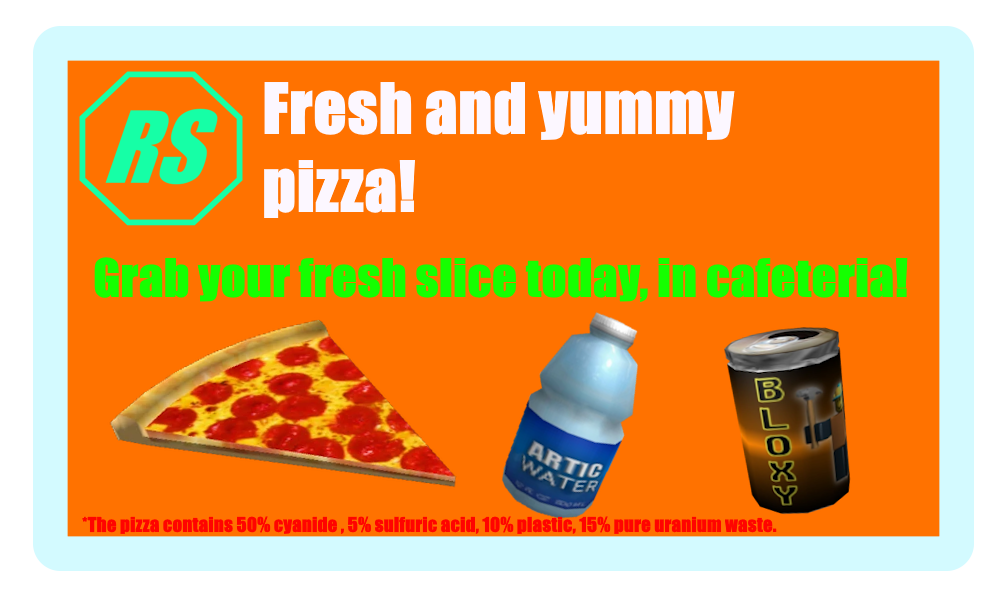 RS
Fresh and yummy
pizza!
Grab your fresh slice today, in cafeteria!
ARTIC
WATER
BLOXY
*The pizza contains 50% cyanide , 5% sulfuric acid, 10% plastic, 15% pure uranium waste.